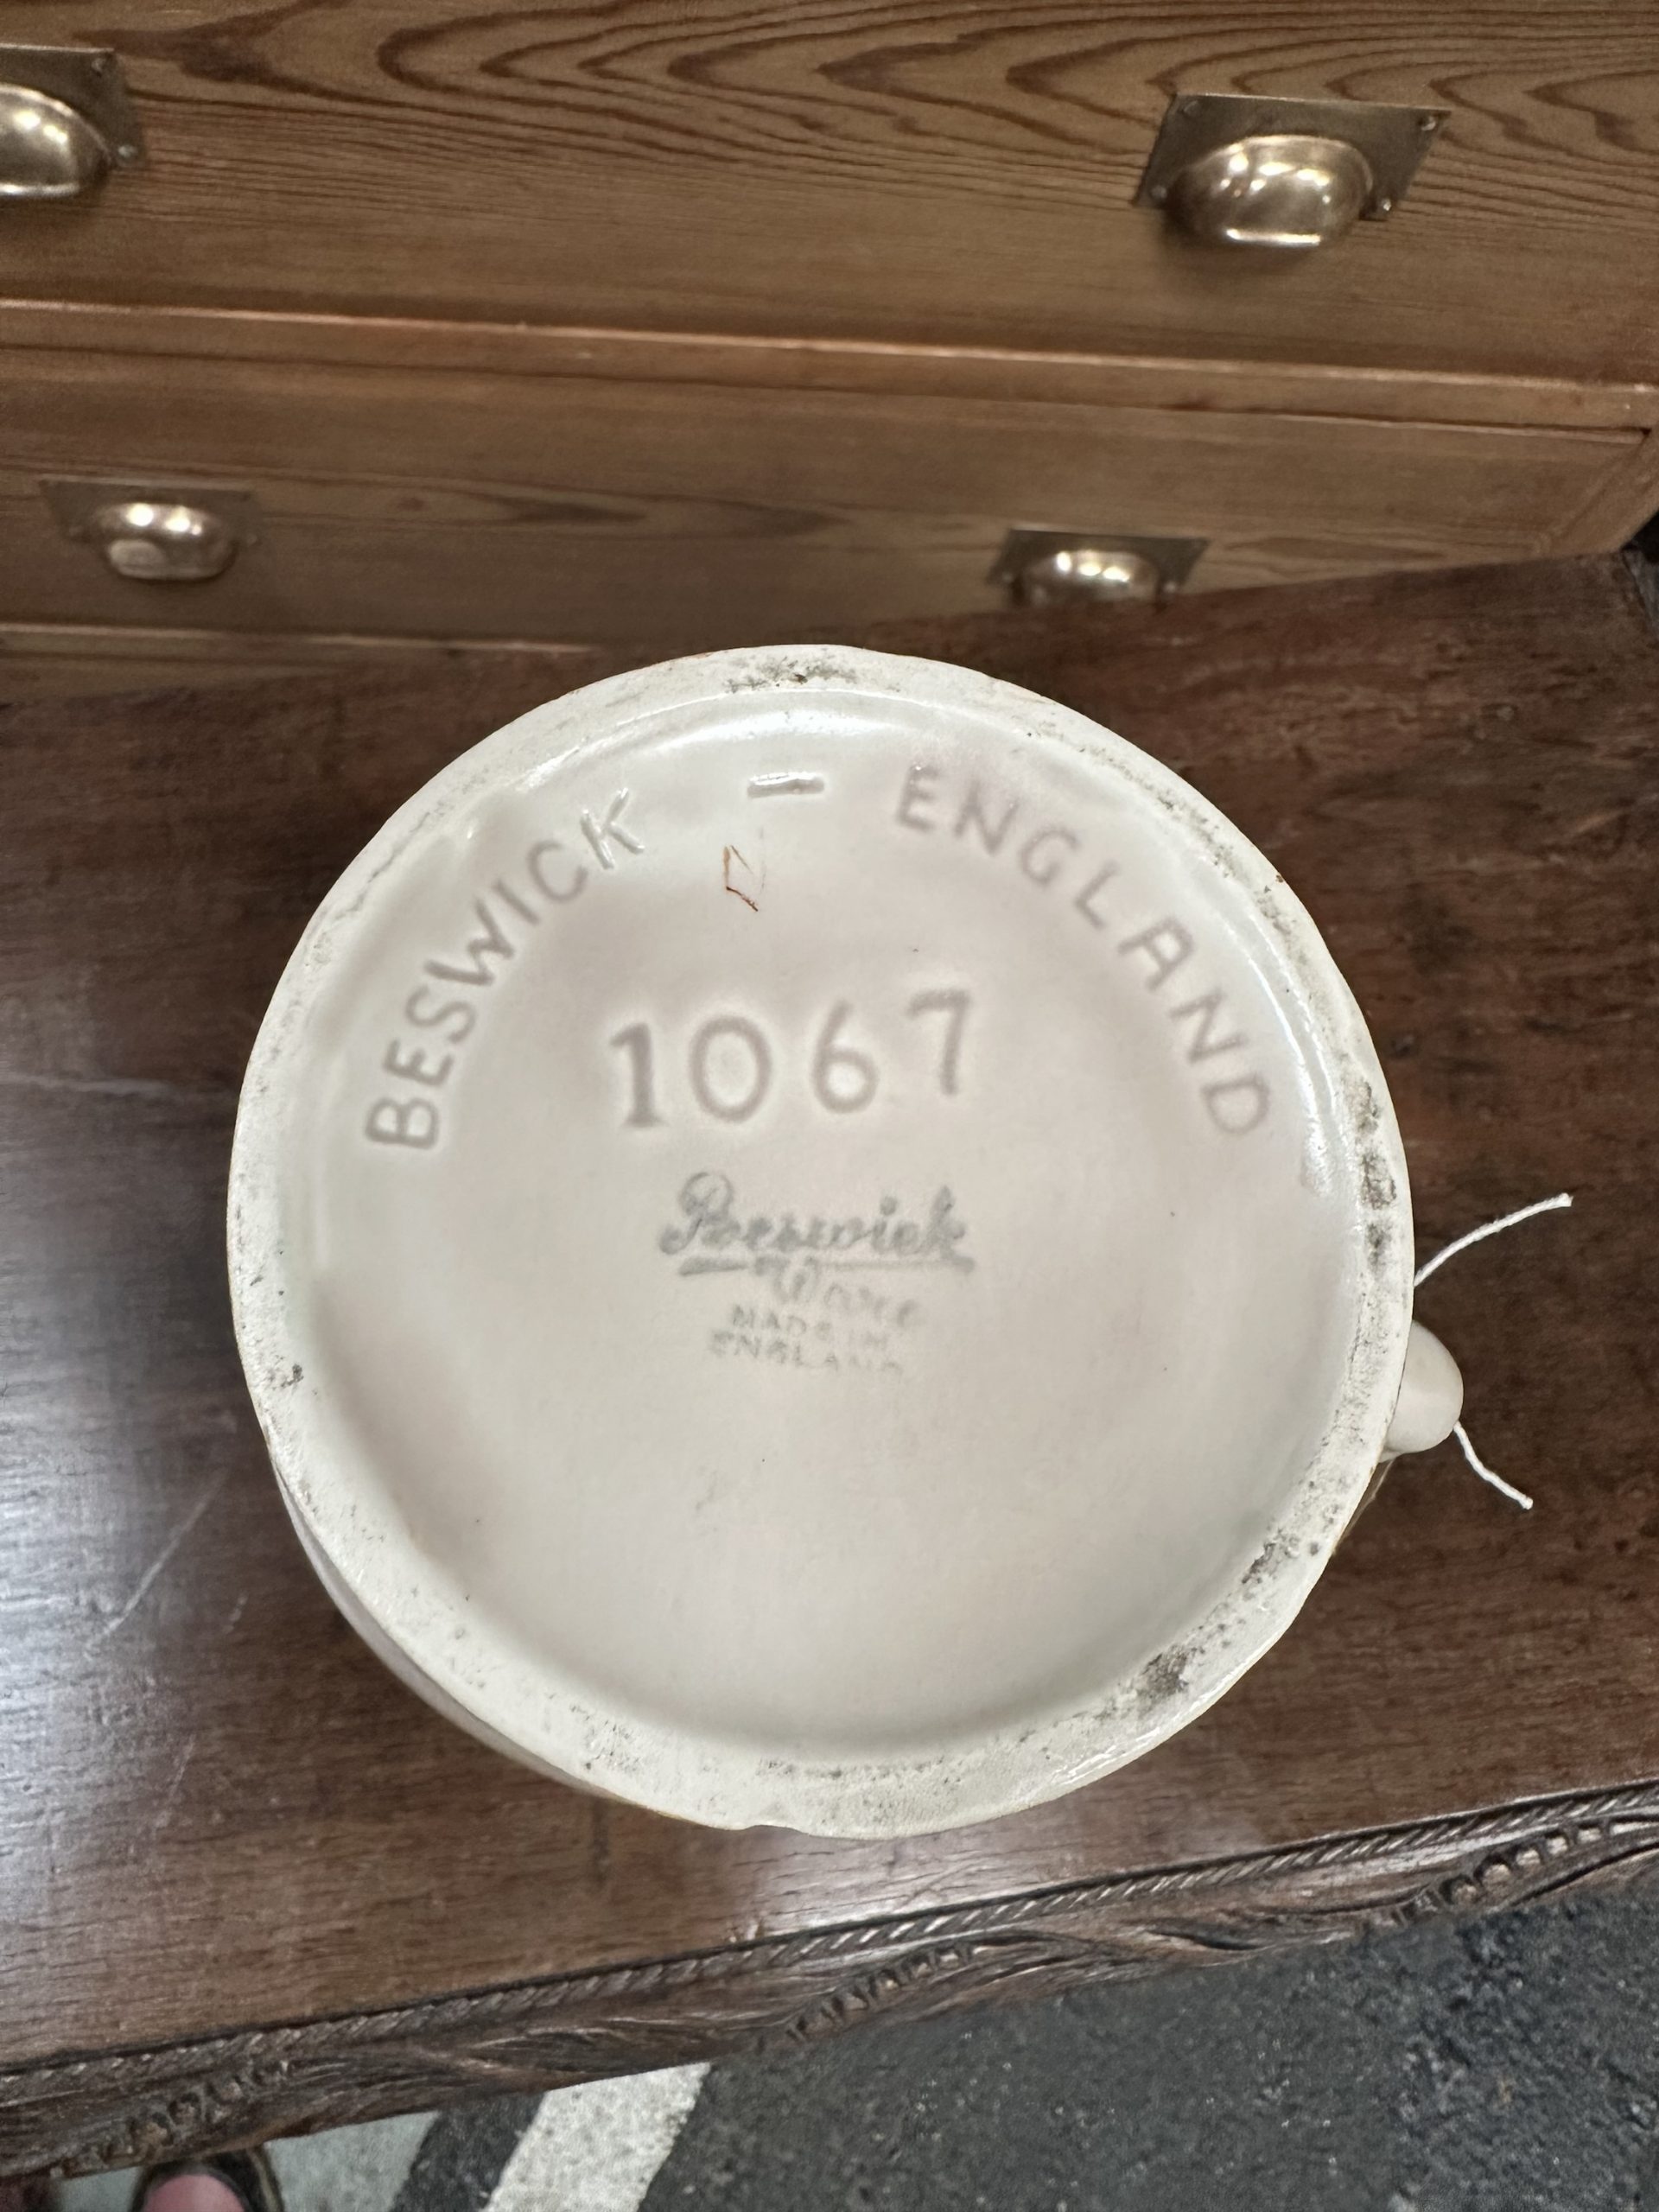 BESWICK - ENGLAND
1067
Beswick
Ware
MADE IN
ENGLAND